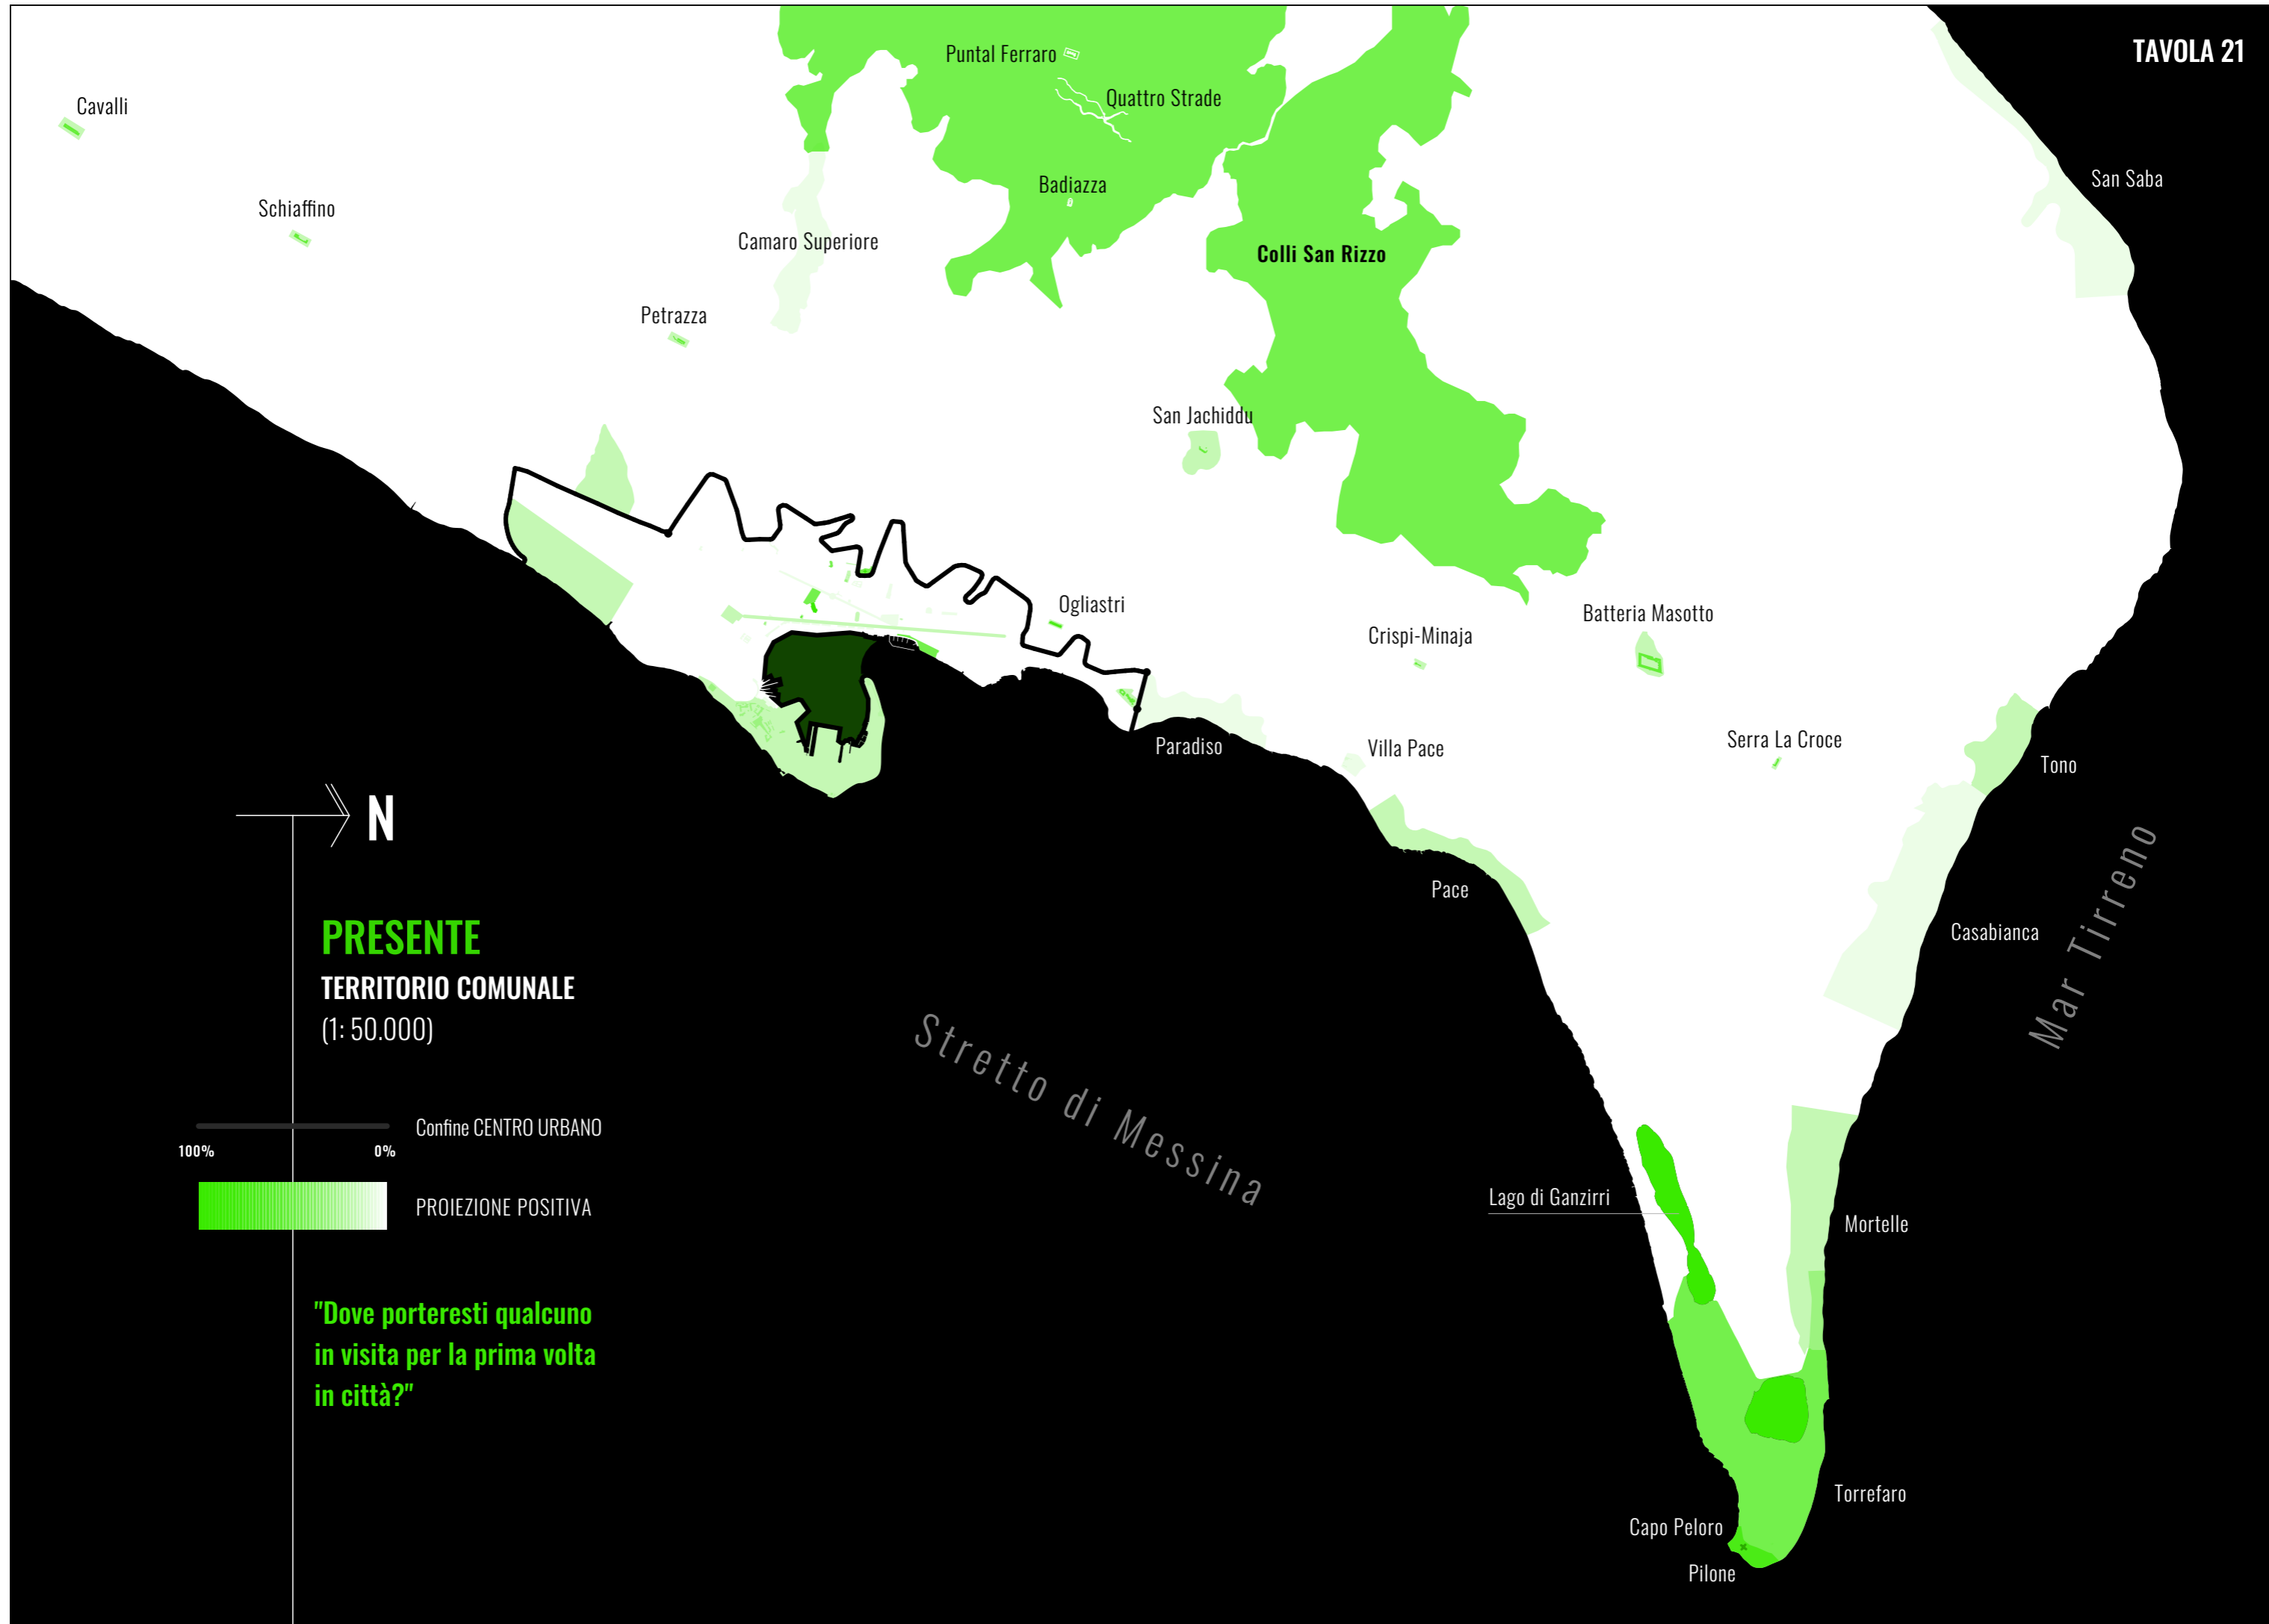 TAVOLA 21
Puntal Ferraro
Quattro Strade
Cavalli
Badiazza
San Saba
Schiaffino
Camaro Superiore
Colli San Rizzo
Petrazza
San Jachiddu
Ogliastri
Batteria Masotto
Crispi-Minaja
Paradiso
Villa Pace
Serra La Croce
Tono
N
Pace
PRESENTE
Casabianca
Mar Tirreno
TERRITORIO COMUNALE
(1: 50.000)
Stretto di Messina
Confine CENTRO URBANO
100%
0%
PROIEZIONE POSITIVA
Lago di Ganzirri
Mortelle
"Dove porteresti qualcuno
in visita per la prima volta
in città?"
Torrefaro
Capo Peloro
Pilone